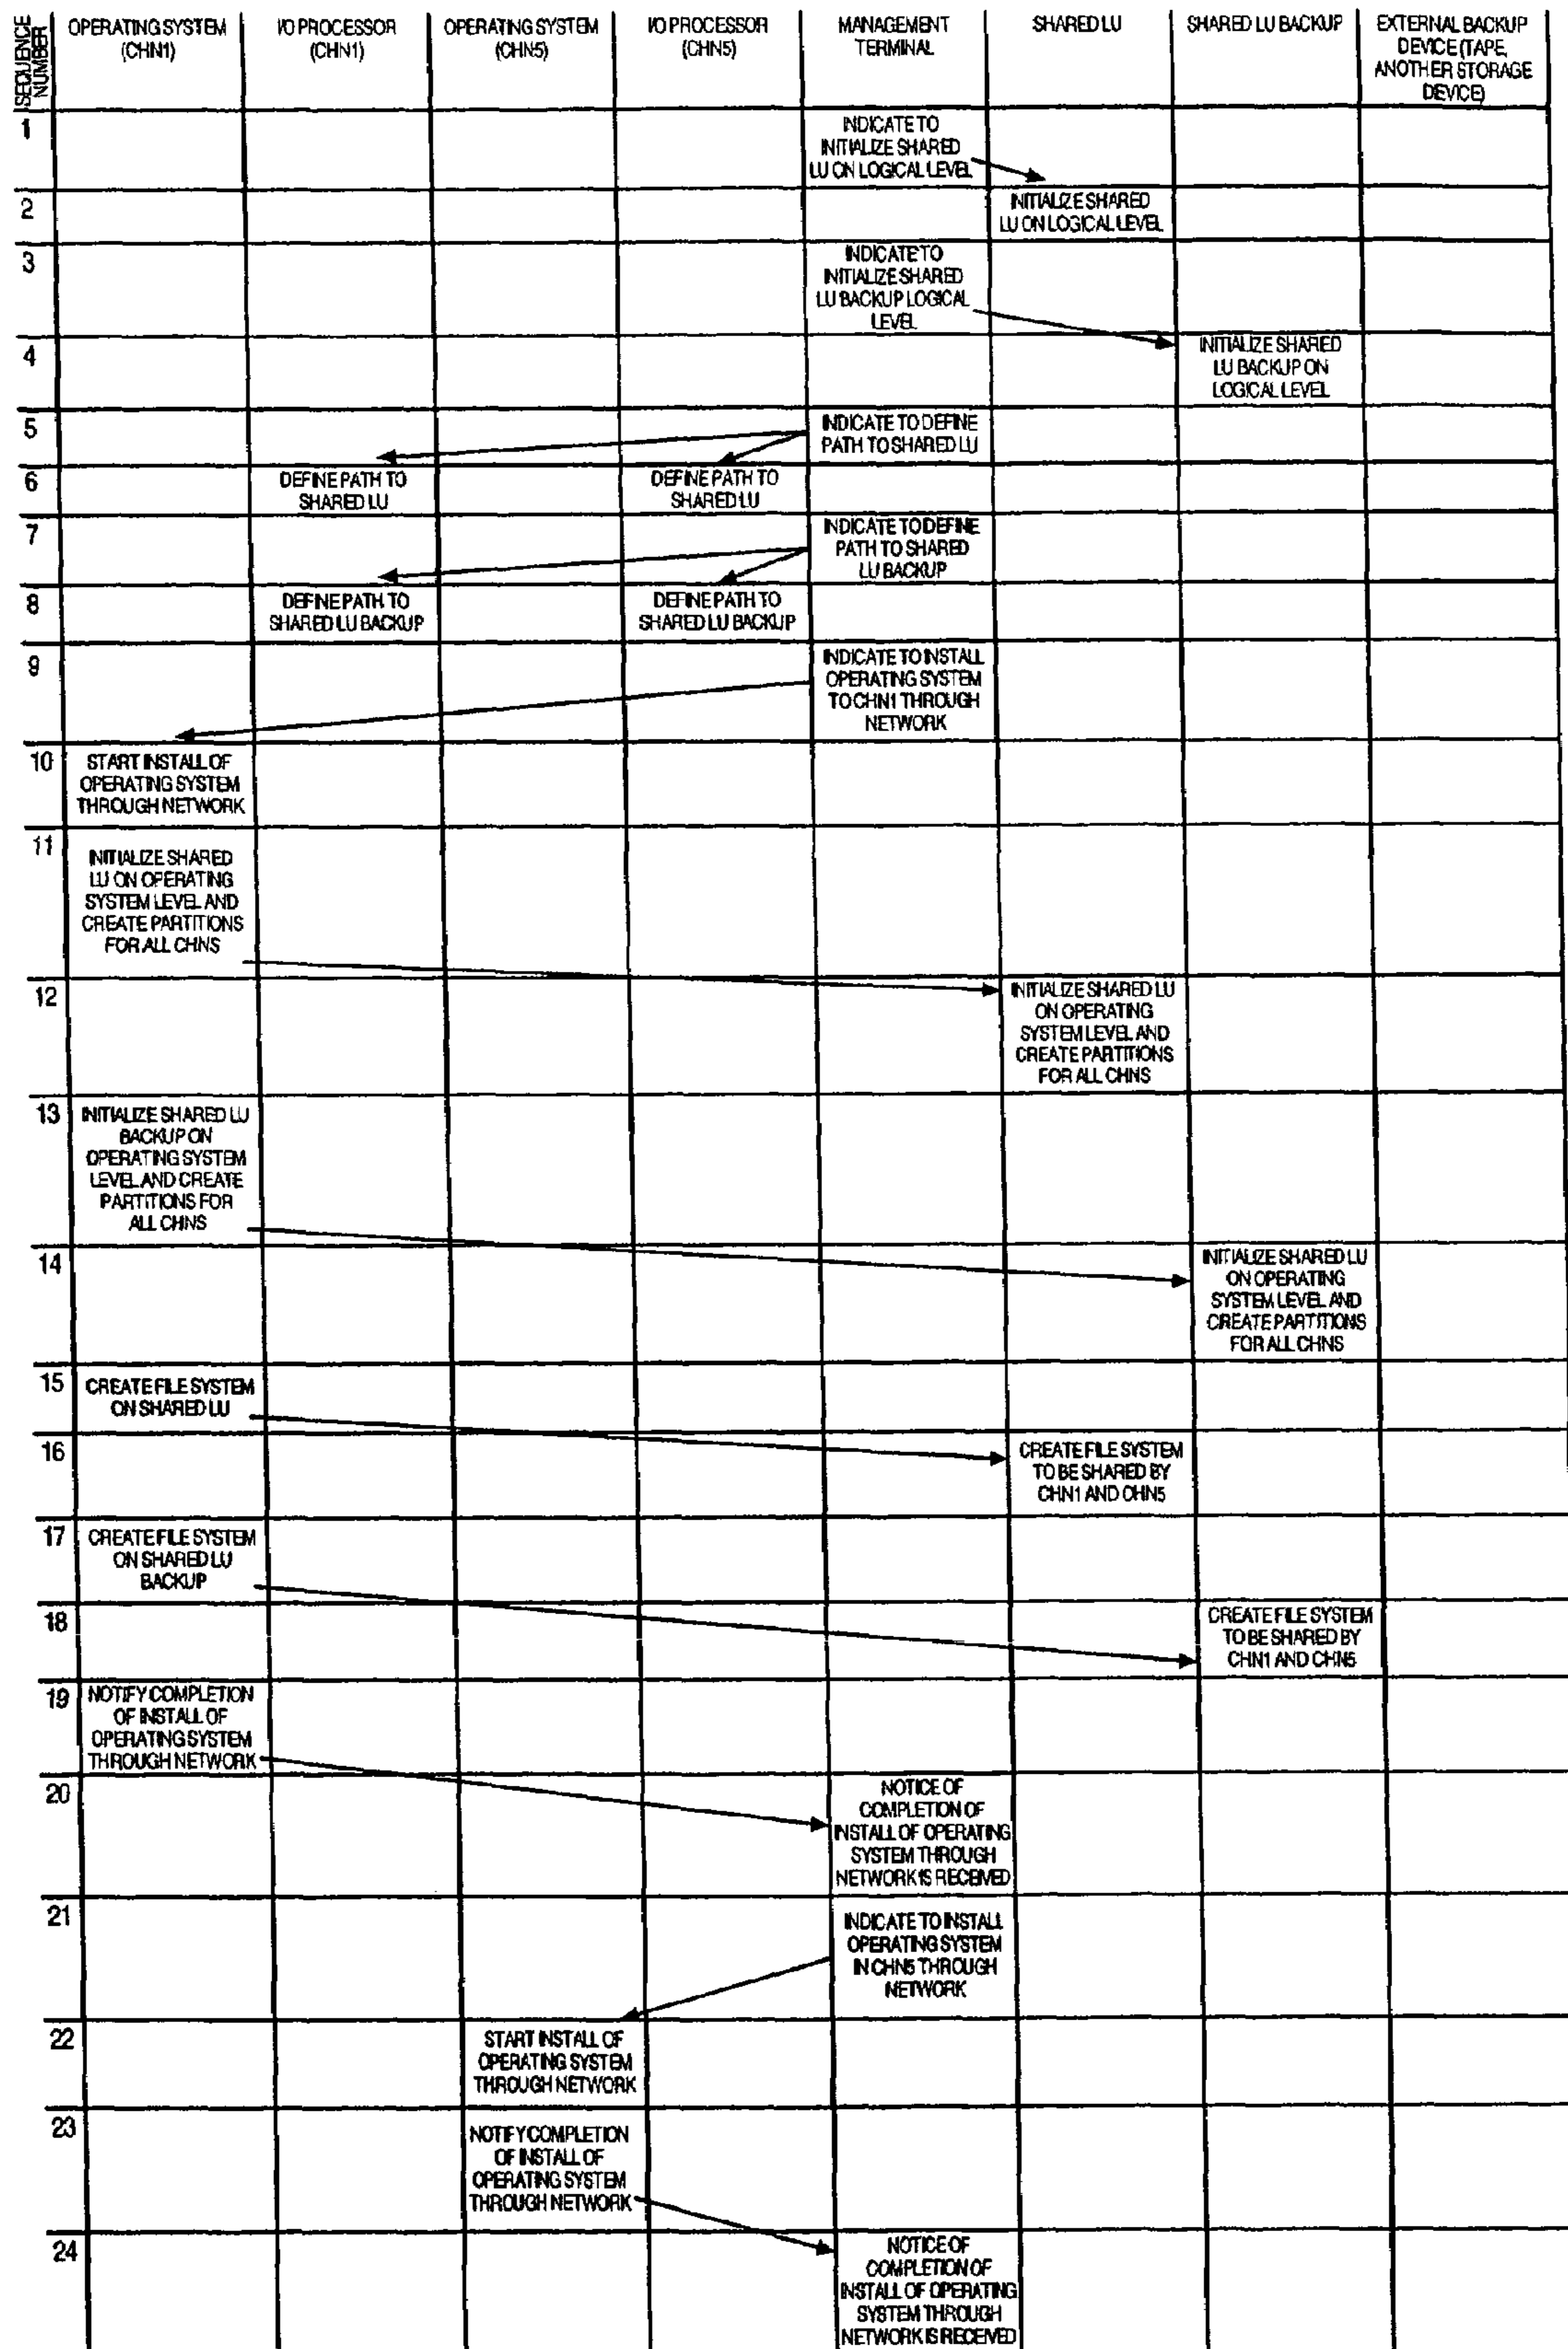 SEQUENCE
NUMBER
OPERATING SYSTEM
(CHN1)
I/O PROCESSOR
(CHN1)
OPERATING SYSTEM
(CHN5)
I/O PROCESSOR
(CHN5)
MANAGEMENT
TERMINAL
SHARED LU
SHARED LU BACKUP
EXTERNAL BACKUP
DEVICE (TAPE,
ANOTHER STORAGE
DEVICE)
1
INDICATE TO
INITIALIZE SHARED
LU ON LOGICAL LEVEL
2
INITIALIZE SHARED
LU ON LOGICAL LEVEL
3
INDICATE TO
INITIALIZE SHARED
LU BACKUP LOGICAL
LEVEL
4
INITIALIZE SHARED
LU BACKUP ON
LOGICAL LEVEL
5
INDICATE TO DEFINE
PATH TO SHARED LU
6
DEFINE PATH TO
SHARED LU
DEFINE PATH TO
SHARED LU
7
INDICATE TO DEFINE
PATH TO SHARED
LU BACKUP
8
DEFINE PATH TO
SHARED LU BACKUP
DEFINE PATH TO
SHARED LU BACKUP
9
INDICATE TO INSTALL
OPERATING SYSTEM
TO CHN1 THROUGH
NETWORK
10
START INSTALL OF
OPERATING SYSTEM
THROUGH NETWORK
11
INITIALIZE SHARED
LU ON OPERATING
SYSTEM LEVEL AND
CREATE PARTITIONS
FOR ALL CHNS
12
INITIALIZE SHARED LU
ON OPERATING
SYSTEM LEVEL AND
CREATE PARTITIONS
FOR ALL CHNS
13
INITIALIZE SHARED LU
BACKUP ON
OPERATING SYSTEM
LEVEL AND CREATE
PARTITIONS FOR
ALL CHNS
14
INITIALIZE SHARED LU
ON OPERATING
SYSTEM LEVEL AND
CREATE PARTITIONS
FOR ALL CHNS
15
CREATE FILE SYSTEM
ON SHARED LU
16
CREATE FILE SYSTEM
TO BE SHARED BY
CHN1 AND CHN5
17
CREATE FILE SYSTEM
ON SHARED LU
BACKUP
18
CREATE FILE SYSTEM
TO BE SHARED BY
CHN1 AND CHN5
19
NOTIFY COMPLETION
OF INSTALL OF
OPERATING SYSTEM
THROUGH NETWORK
20
NOTICE OF
COMPLETION OF
INSTALL OF OPERATING
SYSTEM THROUGH
NETWORK IS RECEIVED
21
INDICATE TO INSTALL
OPERATING SYSTEM
IN CHN5 THROUGH
NETWORK
22
START INSTALL OF
OPERATING SYSTEM
THROUGH NETWORK
23
NOTIFY COMPLETION
OF INSTALL OF
OPERATING SYSTEM
THROUGH NETWORK
24
NOTICE OF
COMPLETION OF
INSTALL OF OPERATING
SYSTEM THROUGH
NETWORK IS RECEIVED